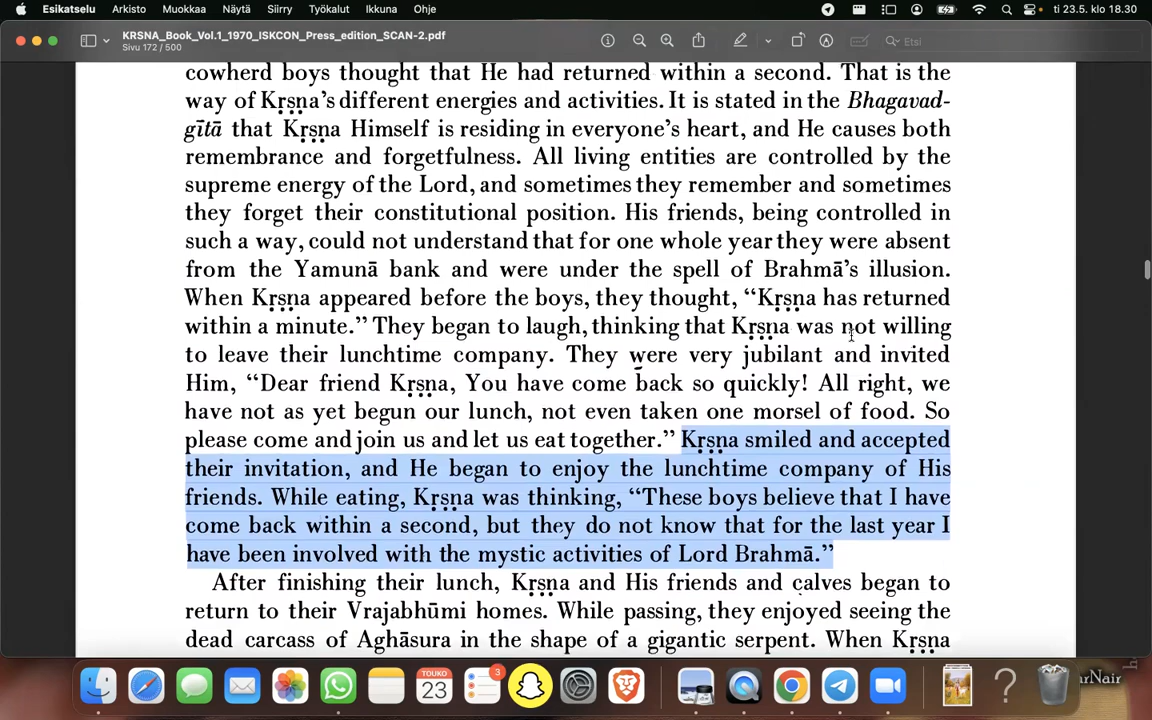 Esikatselu Arkisto Muokkaa Näytä Siirry Työkalut Ikkuna Ohje ti 23.5. klo 18.30
KRSNA_Book_Vol.1_1970_ISKCON_Press_edition_SCAN-2.pdf
Sivu 172 / 500
Etsi
cowherd boys thought that He had returned within a second. That is the
way of Kṛṣṇa's different energies and activities. It is stated in the Bhagavad-
gītā that Kṛṣṇa Himself is residing in everyone's heart, and He causes both
remembrance and forgetfulness. All living entities are controlled by the
supreme energy of the Lord, and sometimes they remember and sometimes
they forget their constitutional position. His friends, being controlled in
such a way, could not understand that for one whole year they were absent
from the Yamunā bank and were under the spell of Brahmā's illusion.
When Kṛṣṇa appeared before the boys, they thought, “Kṛṣṇa has returned
within a minute.” They began to laugh, thinking that Kṛṣṇa was not willing
to leave their lunchtime company. They were very jubilant and invited
Him, “Dear friend Kṛṣṇa, You have come back so quickly! All right, we
have not as yet begun our lunch, not even taken one morsel of food. So
please come and join us and let us eat together.” Kṛṣṇa smiled and accepted
their invitation, and He began to enjoy the lunchtime company of His
friends. While eating, Kṛṣṇa was thinking, “These boys believe that I have
come back within a second, but they do not know that for the last year I
have been involved with the mystic activities of Lord Brahmā.”
After finishing their lunch, Kṛṣṇa and His friends and calves began to
return to their Vrajabhūmi homes. While passing, they enjoyed seeing the
dead carcass of Aghāsura in the shape of a gigantic serpent. When Kṛṣṇa
TOUKO
23
3